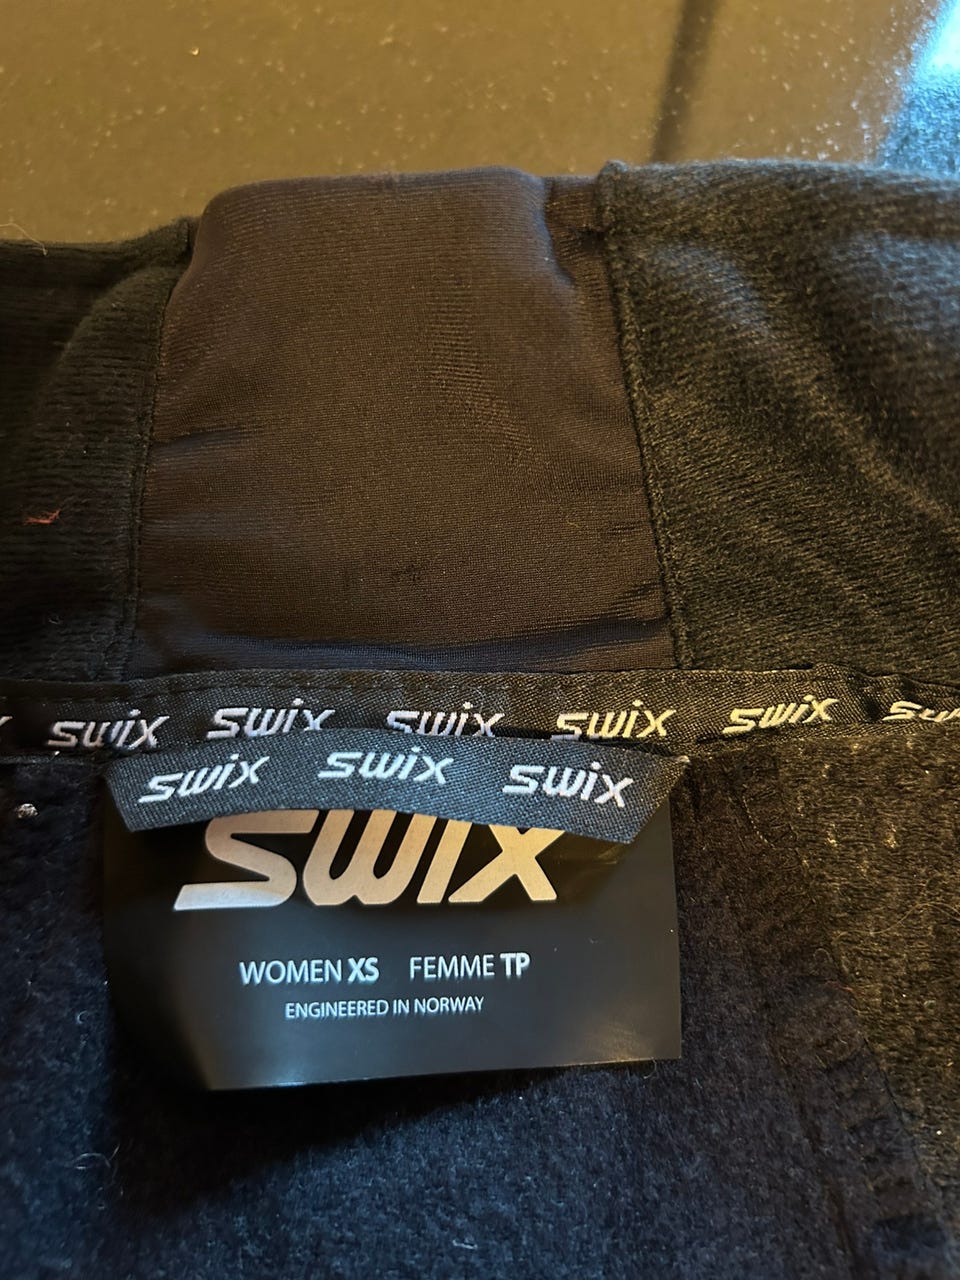 swix swix swix swix swix
swix swix swix
swix
WOMEN XS FEMME TP
ENGINEERED IN NORWAY